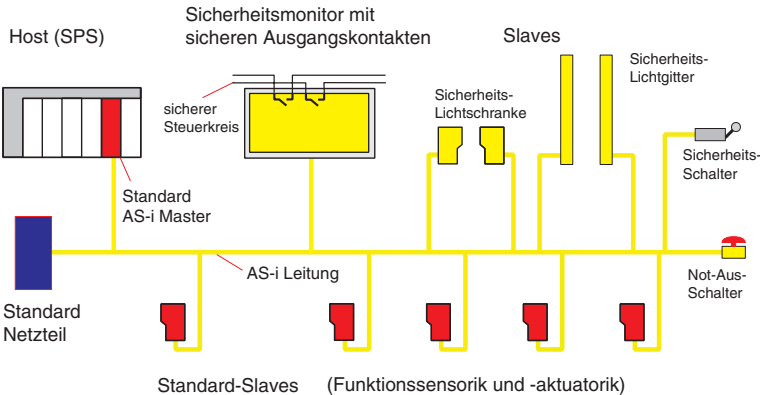 Host (SPS)
Sicherheitsmonitor mit
sicheren Ausgangskontakten
Slaves
Sicherheits-
Lichtgitter
sicherer
Steuerkreis
Sicherheits-
Lichtschranke
Sicherheits-
Schalter
Standard
AS-i Master
AS-i Leitung
Not-Aus-
Schalter
Standard
Netzteil
Standard-Slaves (Funktionssensorik und -aktuatorik)